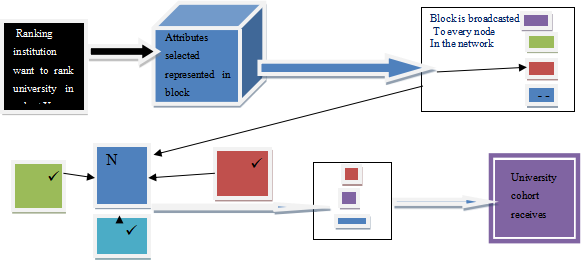 Ranking
institution
want to rank
university in
Attributes
selected
represented in
block
Block is broadcasted
To every node
In the network
- -
N
✓
✓
✓
University
cohort
receives